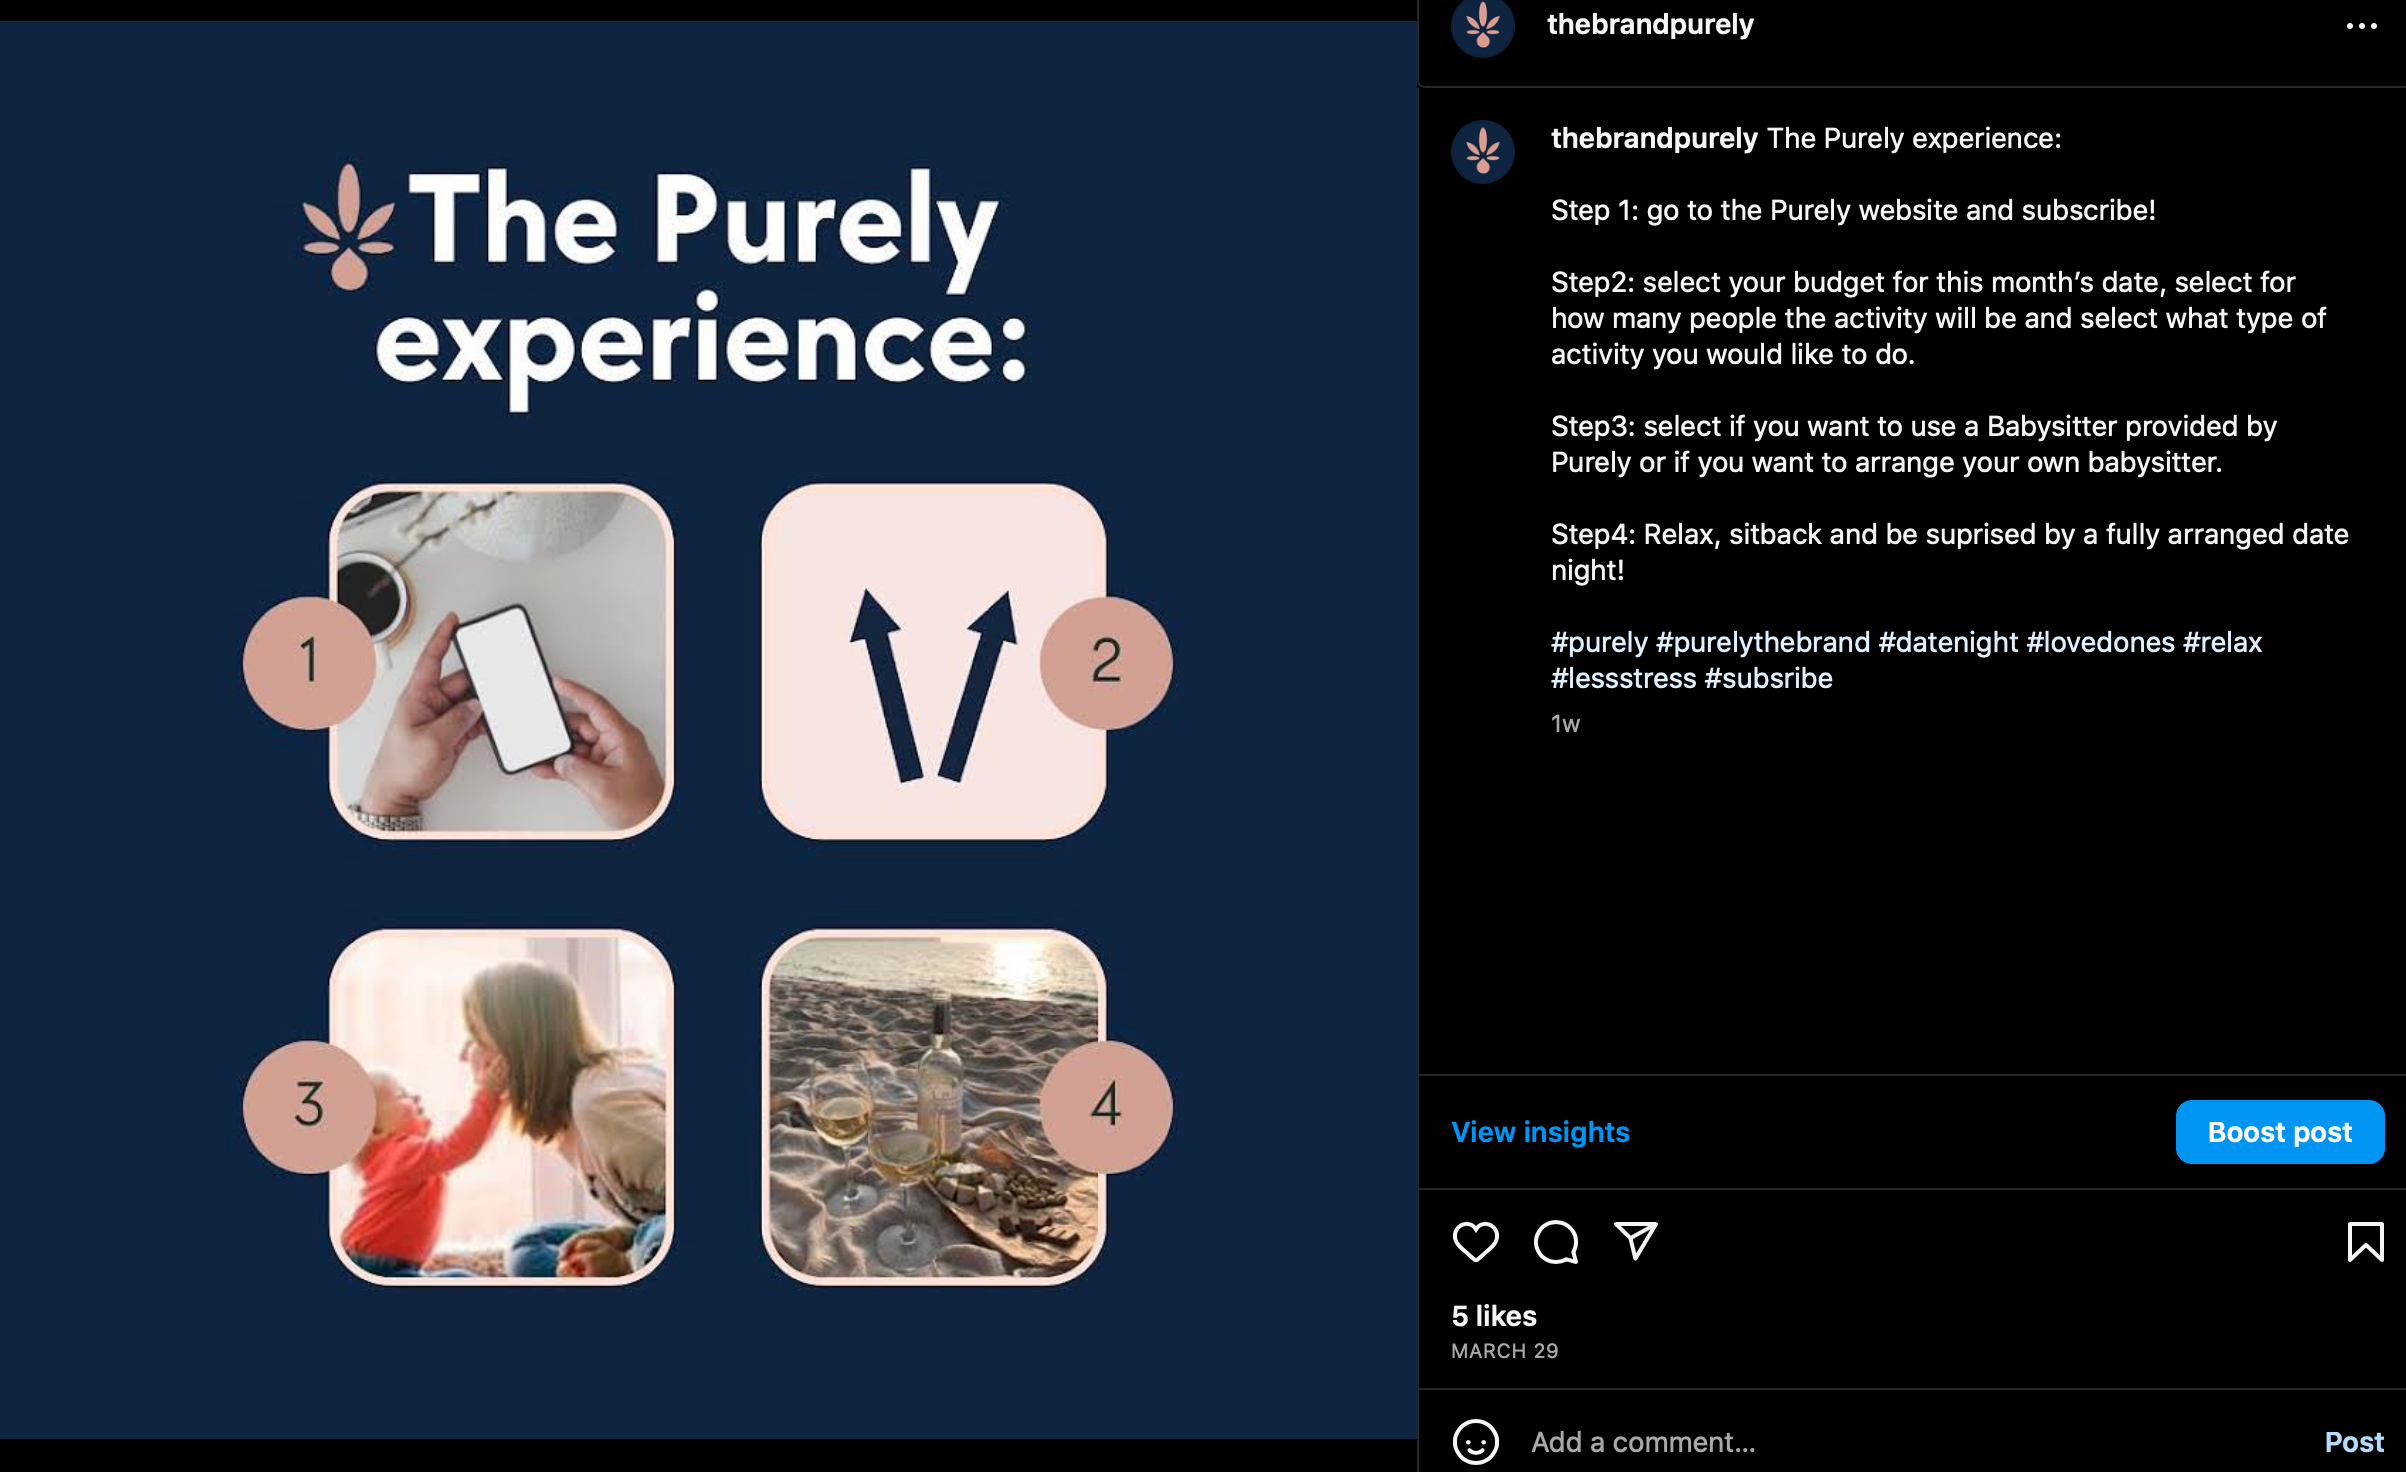 The Purely
experience:
1
2
3
4
thebrandpurely
thebrandpurely The Purely experience:
Step 1: go to the Purely website and subscribe!
Step2: select your budget for this month’s date, select for
how many people the activity will be and select what type of
activity you would like to do.
Step3: select if you want to use a Babysitter provided by
Purely or if you want to arrange your own babysitter.
Step4: Relax, sitback and be suprised by a fully arranged date
night!
#purely #purelythebrand #datenight #lovedones #relax
#lessstress #subsribe
1w
View insights
Boost post
5 likes
MARCH 29
Add a comment...
Post